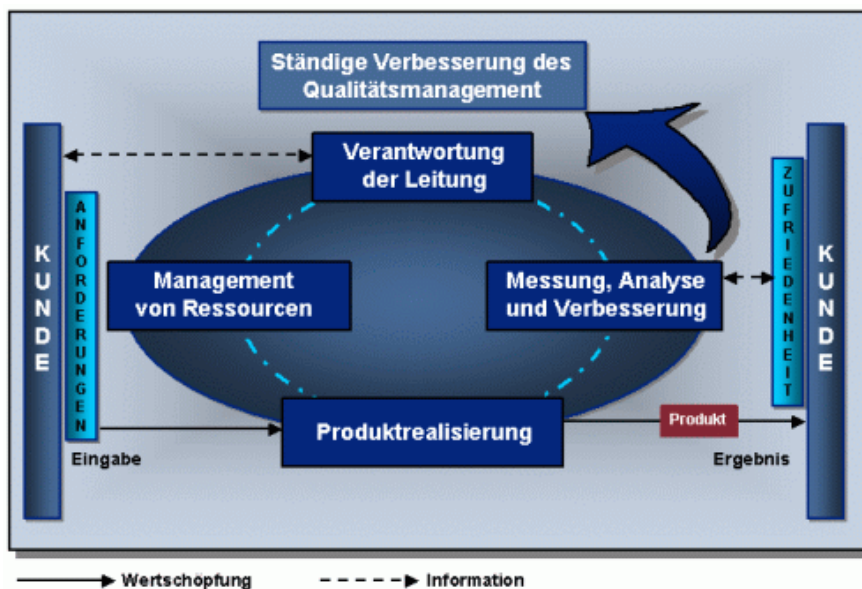 Ständige Verbesserung des
Qualitätsmanagement
Verantwortung
der Leitung
KUNDE
ANFORDERUNGEN
Management
von Ressourcen
Messung, Analyse
und Verbesserung
ZUFRIEDENHEIT
KUNDE
Produktrealisierung
Produkt
Eingabe
Ergebnis
Wertschöpfung
Information